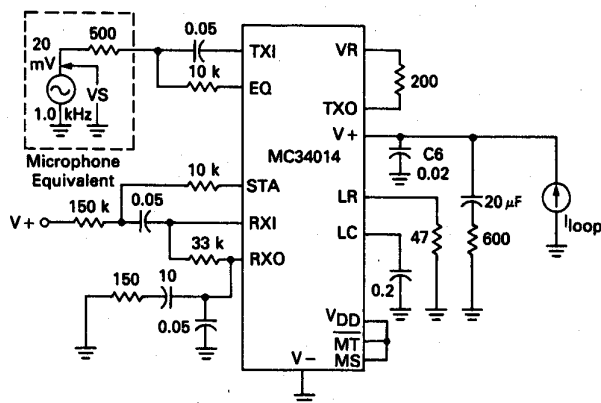 20
mV
500
VS
1.0 kHz
Microphone
Equivalent
0.05
10 k
10 k
V+
150 k
0.05
33 k
150
10
0.05
TXI
EQ
STA
RXI
RXO
MC34014
VR
TXO
V+
LR
LC
VDD
MT
MS
V-
200
C6
0.02
20 μF
Iloop
47
600
0.2